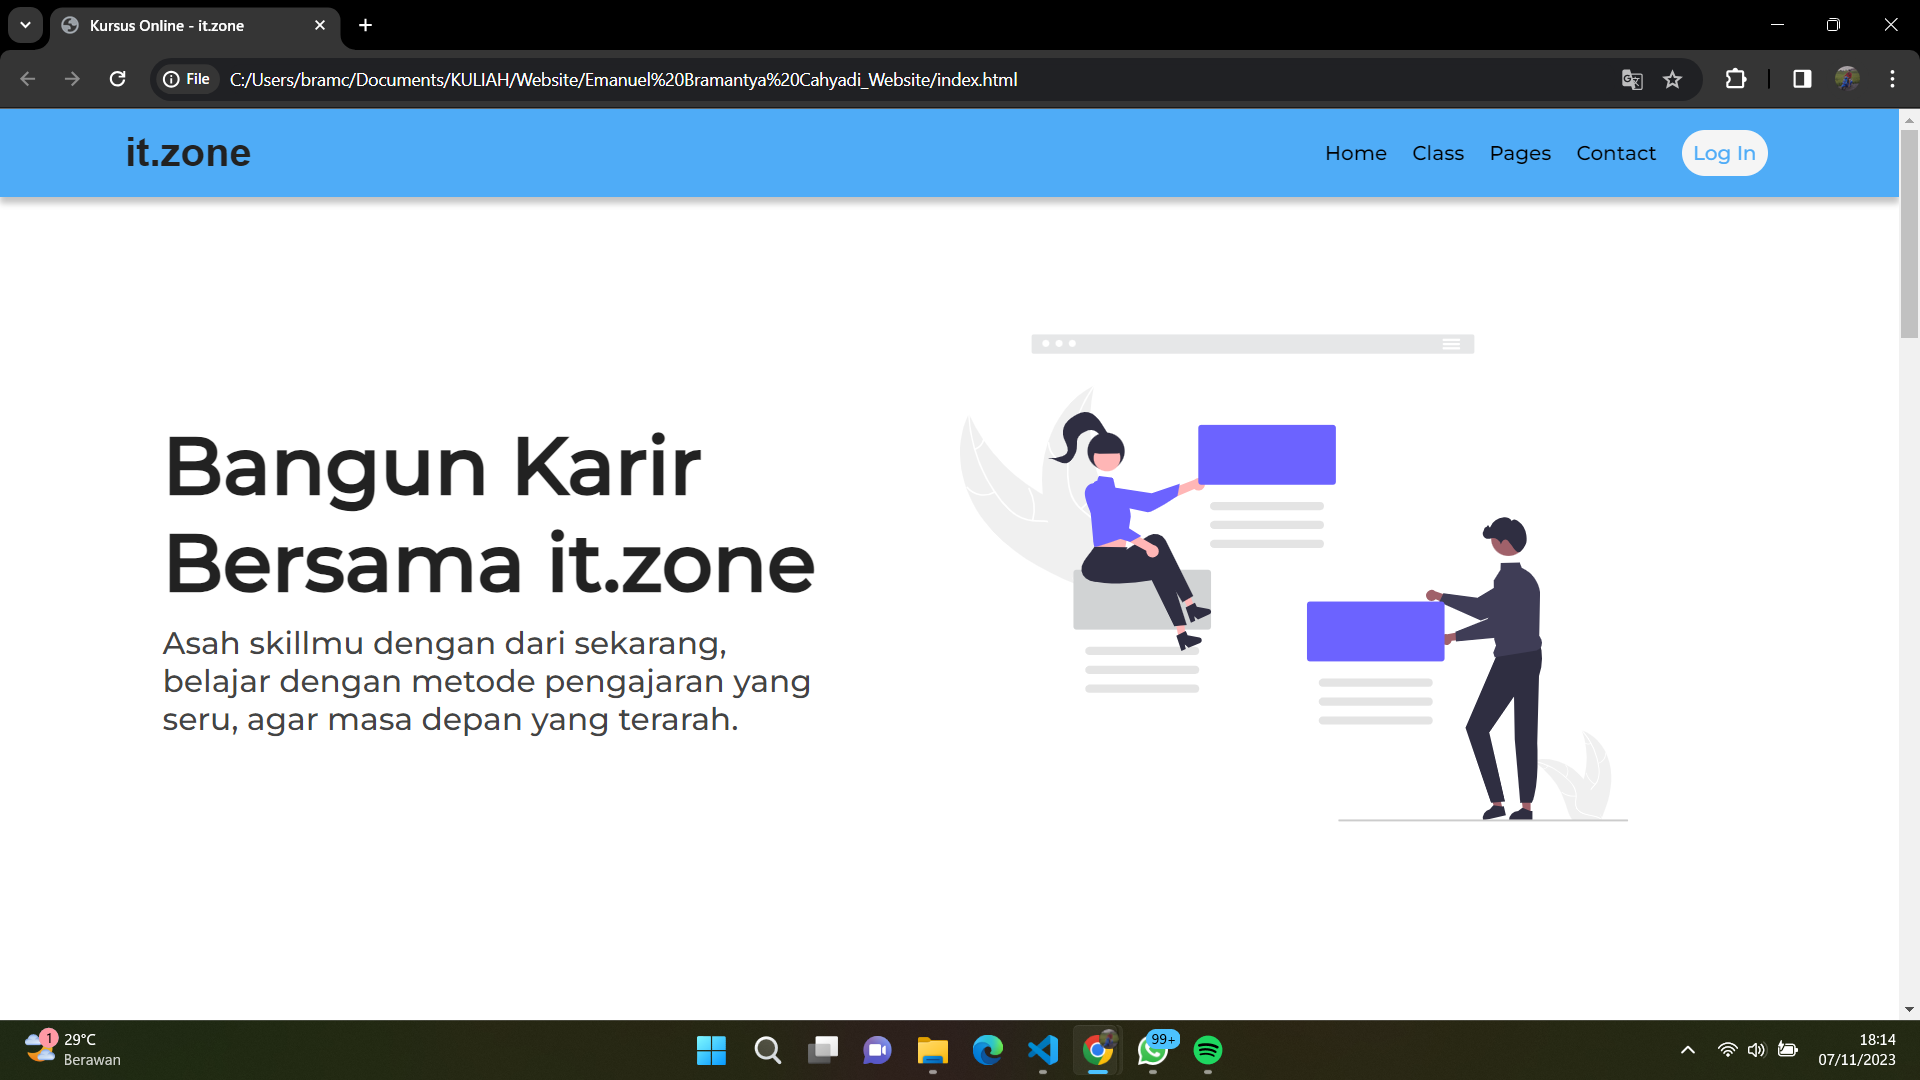 Kursus Online - it.zone
File
C:/Users/bramc/Documents/KULIAH/Website/Emanuel%20Bramantya%20Cahyadi_Website/index.html
it.zone
Home
Class
Pages
Contact
Log In
Bangun Karir
Bersama it.zone
Asah skillmu dengan dari sekarang,
belajar dengan metode pengajaran yang
seru, agar masa depan yang terarah.
1
29°C
Berawan
99+
18:14
07/11/2023